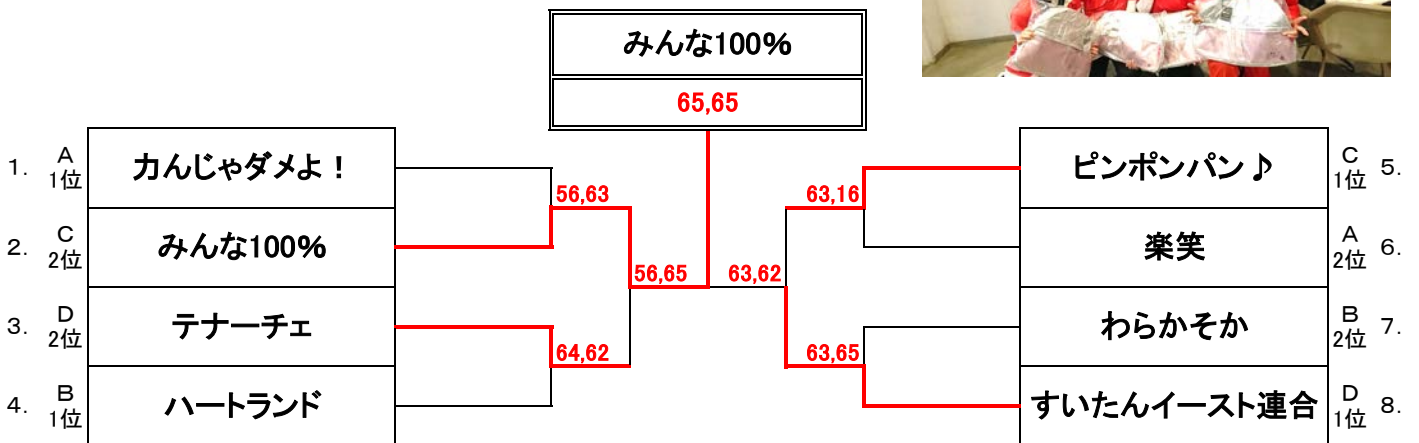 みんな100%
65,65
1. A 1位 力んじゃダメよ！
56,63
2. C 2位 みんな100%
56,65
3. D 2位 テナーチェ
64,62
4. B 1位 ハートランド
ピンポンパン♪ C 1位 5.
63,16
楽笑 A 2位 6.
63,62
わらかそか B 2位 7.
63,65
すいたんイースト連合 D 1位 8.